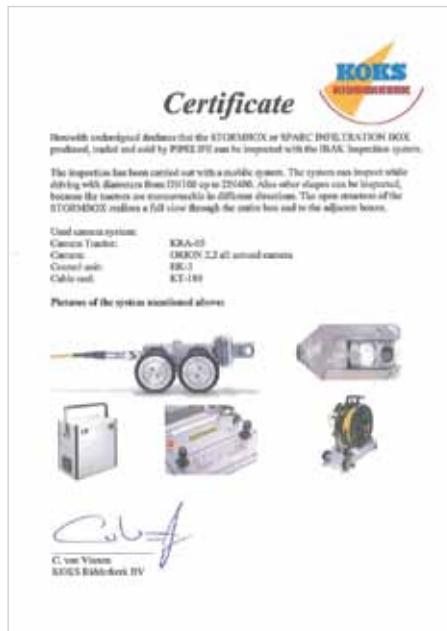 KOKS
RIDDERKERK
Certificate
Herewith undersigned declares that the STORMBOX or SPARC INFILTRATION BOX
produced, traded and sold by PIPELIFE can be inspected with the IBAK inspection system.
The inspection has been carried out with a mobile system. The system can inspect while
driving with diameters from DN100 up to DN400. Also other shapes can be inspected,
because the tractors are in different directions. The open structure of the
STORMBOX realizes a full view through the entire box and to the adjacent boxes.
Used camera system:
Camera Tractor: KRA-65
Camera: ORION 2,2 all around camera
Control unit: BK-3
Cable reel: KT-180
Pictures of the system mentioned above:
C. van Vianen
KOKS Ridderkerk BV